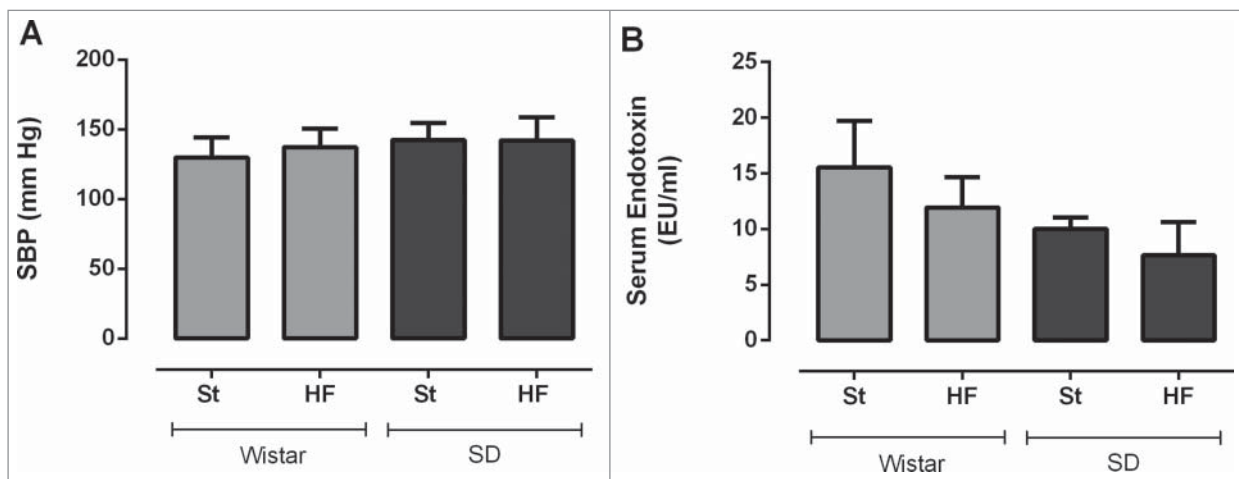 A
SBP (mm Hg)
200
150
100
50
0
St HF St HF
Wistar SD
B
Serum Endotoxin
(EU/ml)
25
20
15
10
5
0
St HF St HF
Wistar SD